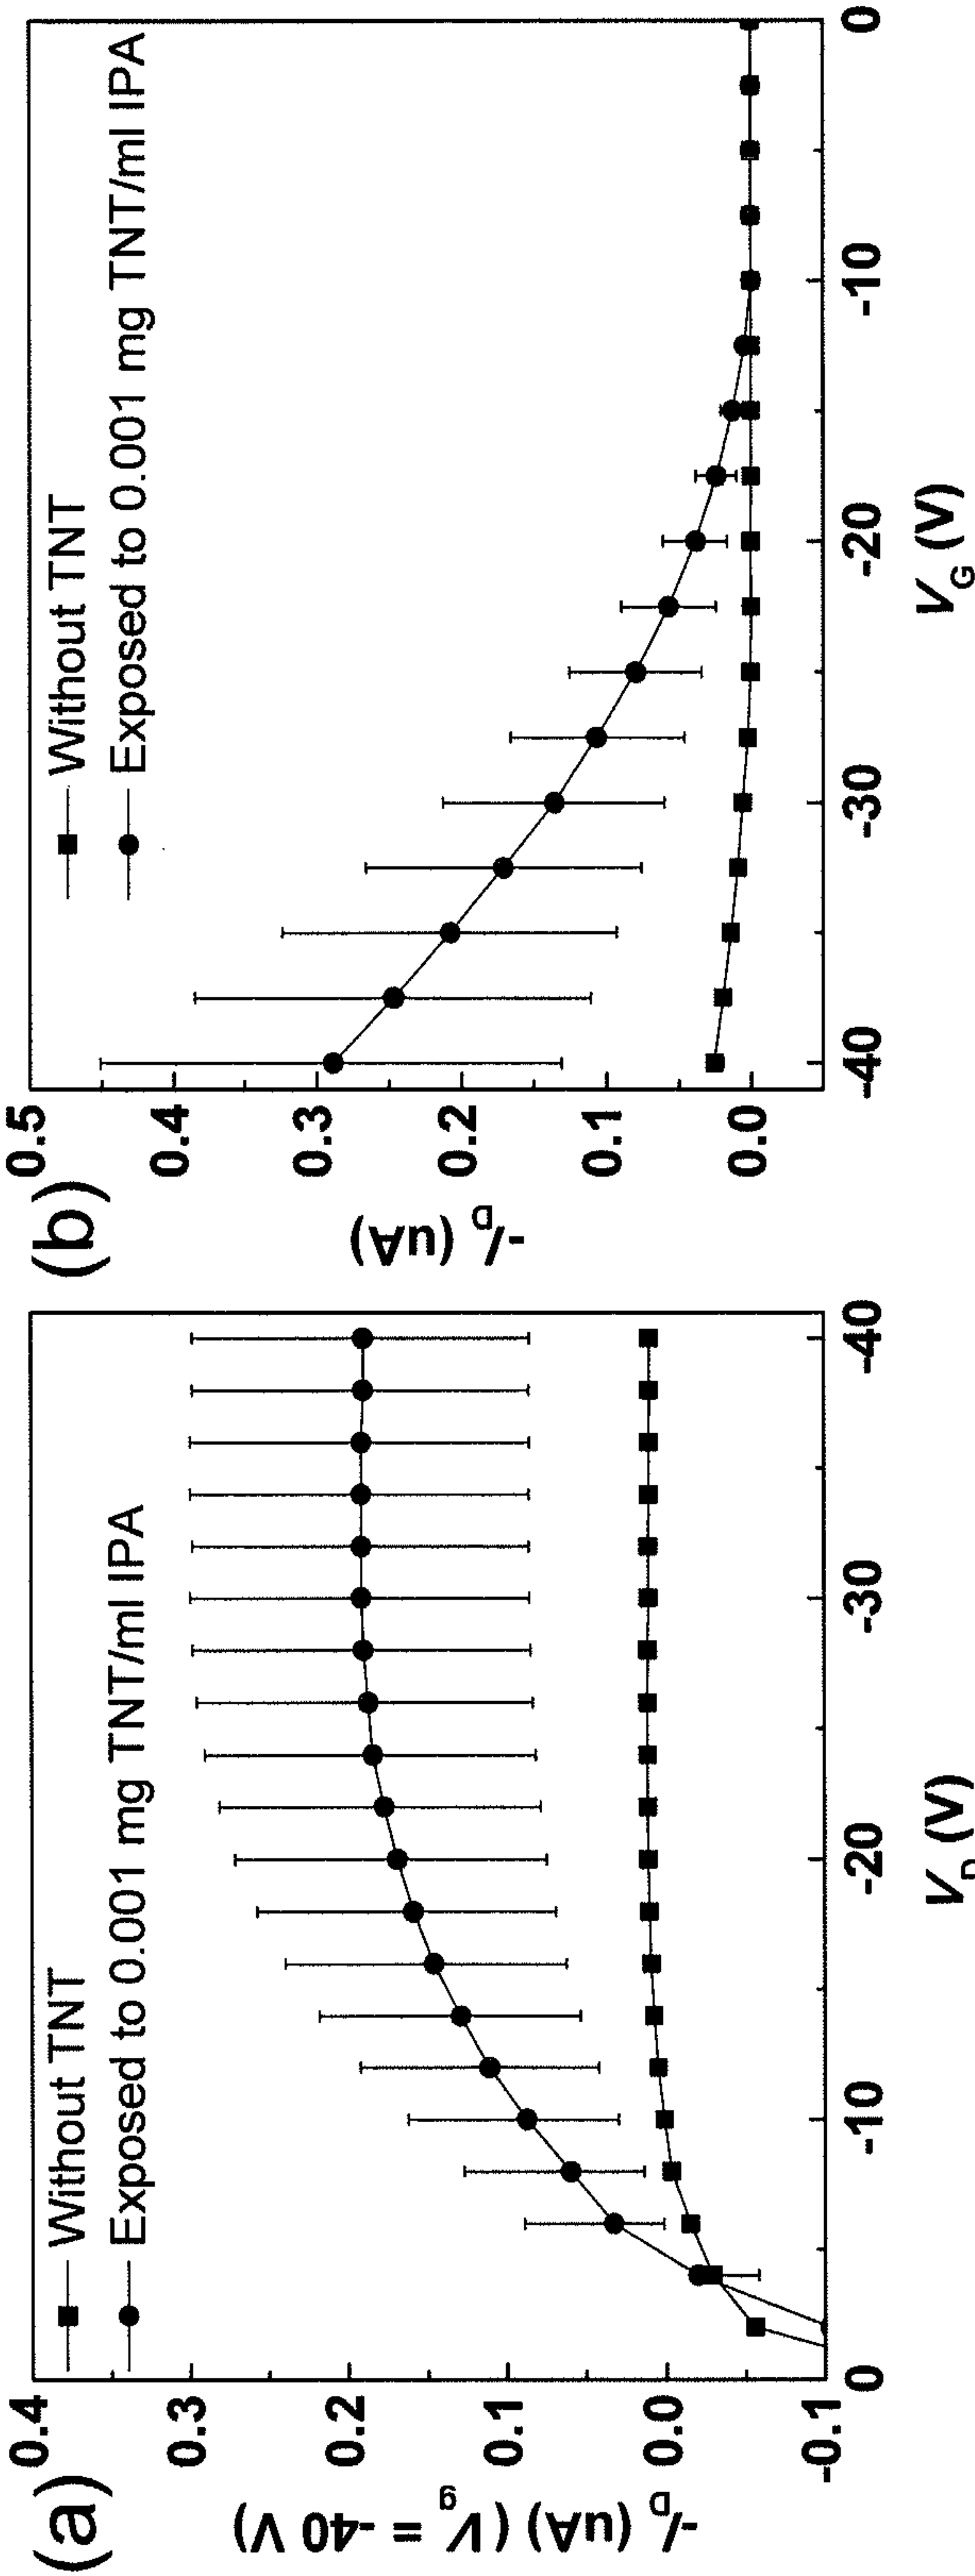 (a)
0.4
0.3
0.2
0.1
0.0
-0.1
-I_D (uA) (V_g = -40 V)
Without TNT
Exposed to 0.001 mg TNT/ml IPA
0 -10 -20 -30 -40
V_D (V)
(b)
0.5
0.4
0.3
0.2
0.1
0.0
-I_D (uA)
Without TNT
Exposed to 0.001 mg TNT/ml IPA
-40 -30 -20 -10 0
V_G (V)